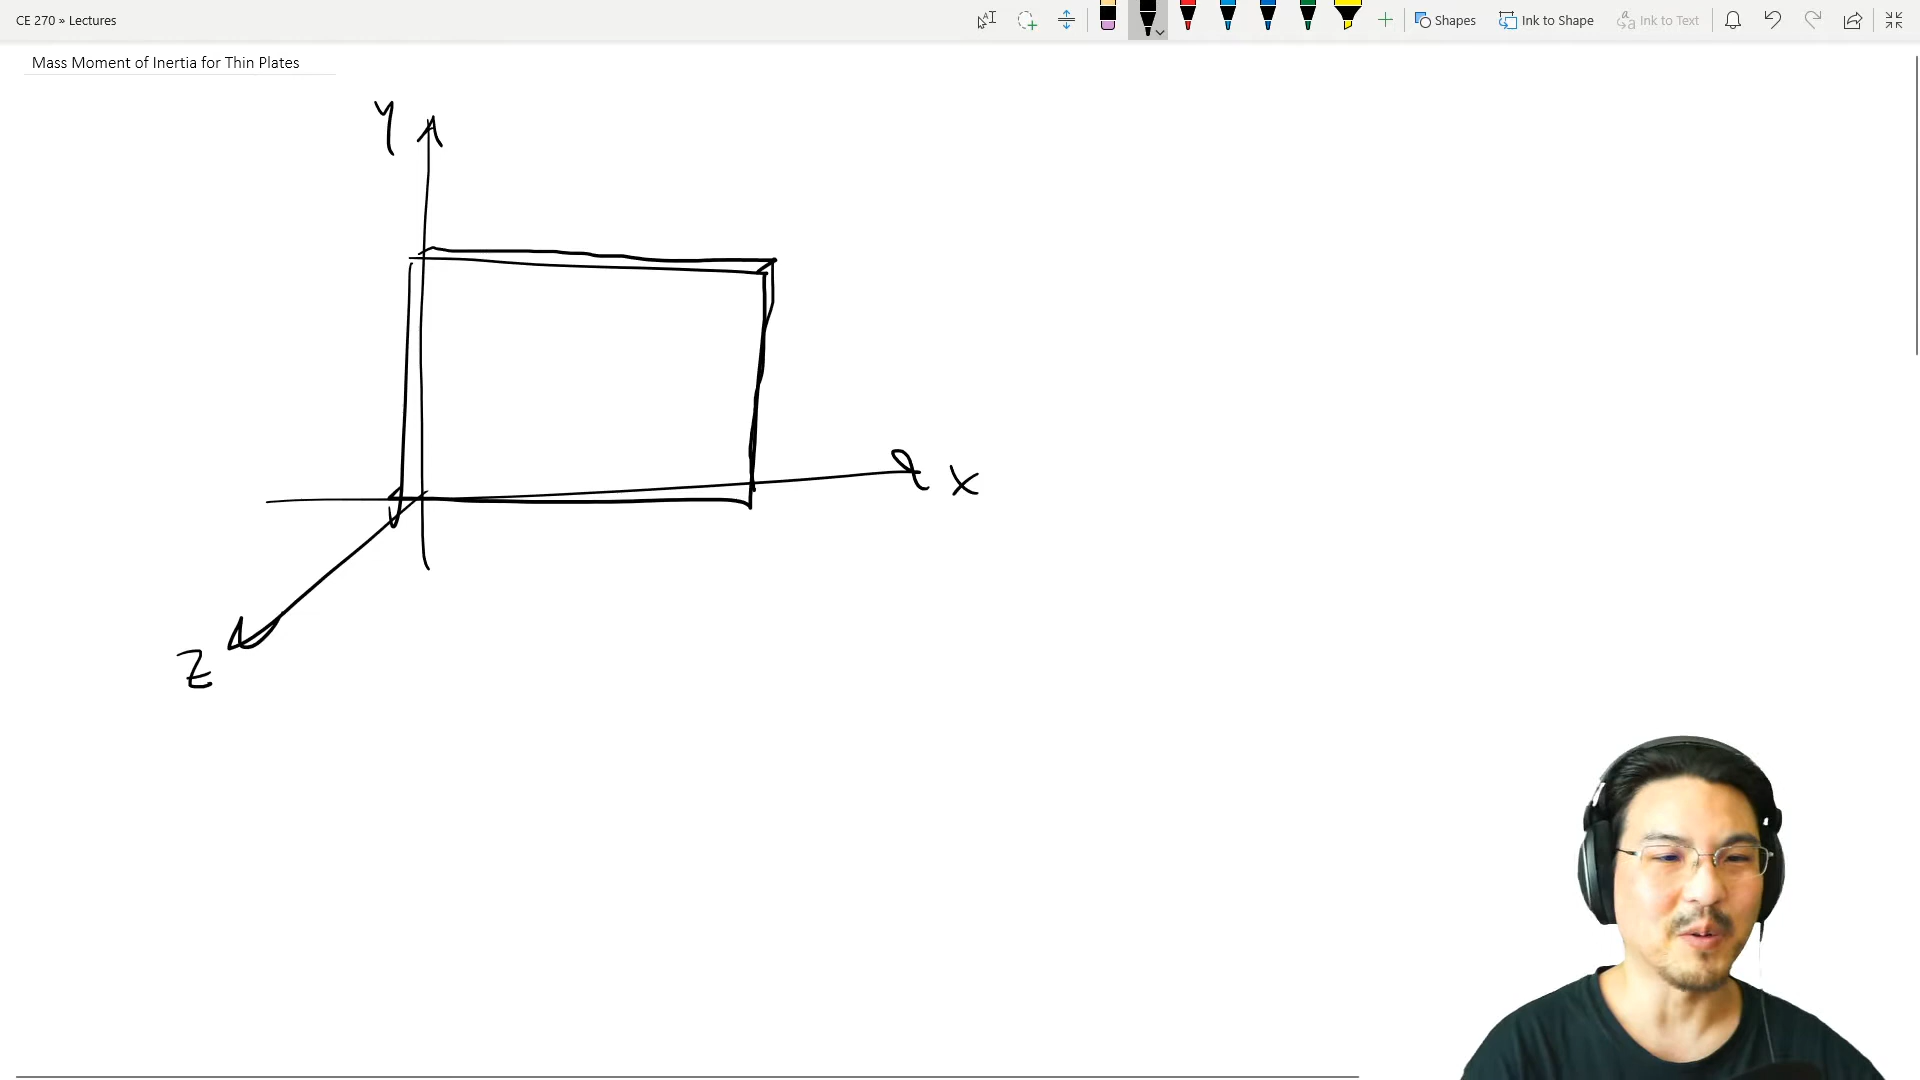 CE 270 » Lectures
Shapes
Ink to Shape
Ink to Text
Mass Moment of Inertia for Thin Plates
Y
X
Z